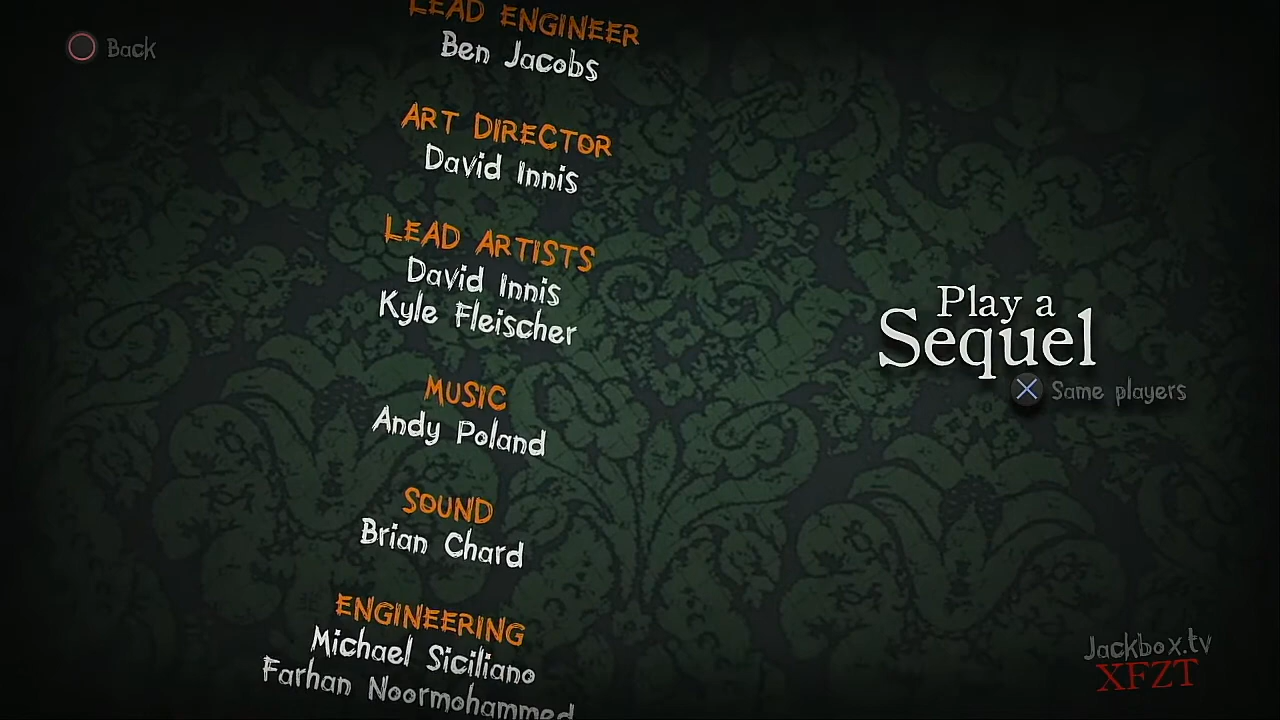 Back
LEAD ENGINEER
Ben Jacobs
ART DIRECTOR
David Innis
LEAD ARTISTS
David Innis
Kyle Fleischer
MUSIC
Andy Poland
SOUND
Brian Chard
ENGINEERING
Michael Siciliano
Farhan Noormohammed
Play a
Sequel
Same players
Jackbox.tv
XFZT